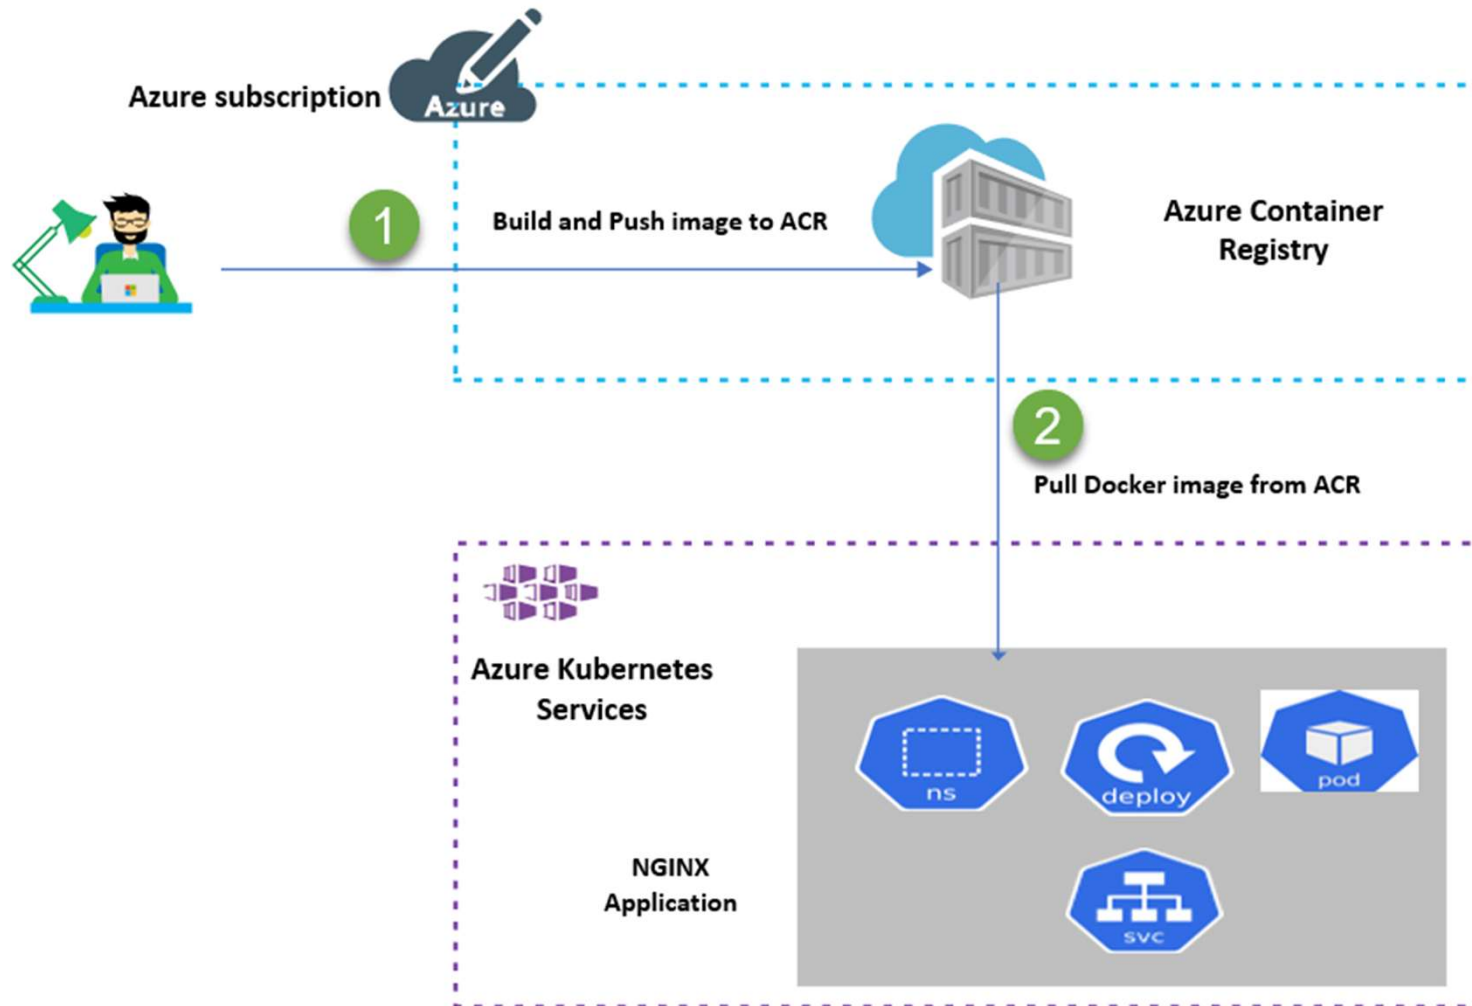 Azure subscription
Azure
1
Build and Push image to ACR
Azure Container
Registry
2
Pull Docker image from ACR
Azure Kubernetes
Services
ns
deploy
pod
NGINX
Application
svc